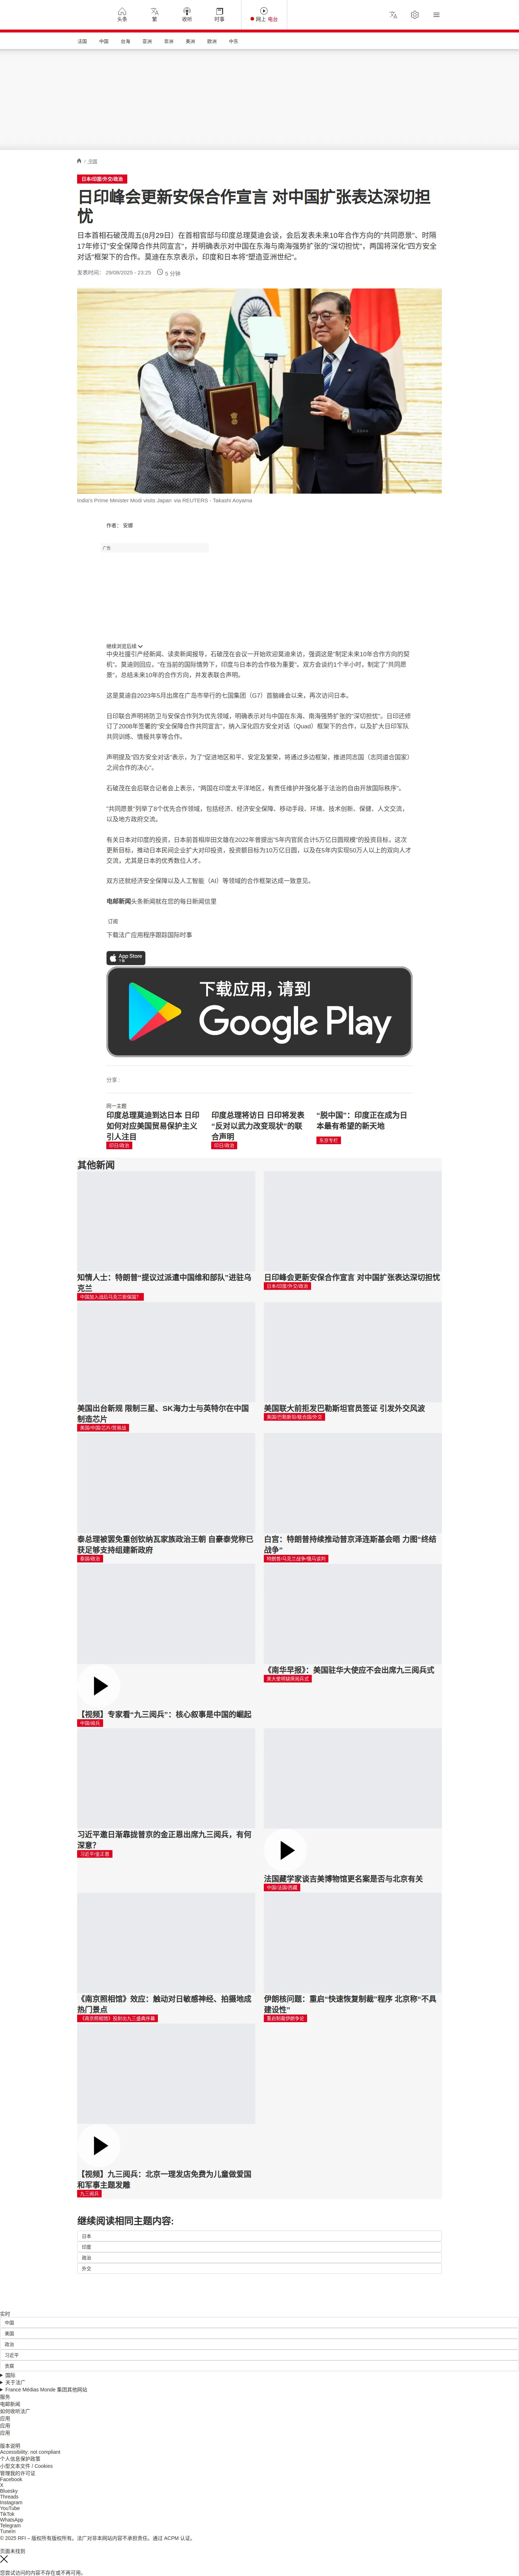 头条
繁
收听
时事
网上 电台
法国 中国 台海 亚洲 非洲 美洲 欧洲 中东
/ 中国
日本/印度/外交/政治
日印峰会更新安保合作宣言 对中国扩张表达深切担
忧
日本首相石破茂周五(8月29日）在首相官邸与印度总理莫迪会谈，会后发表未来10年合作方向的“共同愿景”、时隔
17年修订“安全保障合作共同宣言”，并明确表示对中国在东海与南海强势扩张的“深切担忧”，两国将深化“四方安全
对话”框架下的合作。莫迪在东京表示，印度和日本将“塑造亚洲世纪”。
发表时间： 29/08/2025 - 23:25 5 分钟
India's Prime Minister Modi visits Japan via REUTERS - Takashi Aoyama
作者： 安娜
广告
继续浏览后续
中央社援引产经新闻、读卖新闻报导，石破茂在会议一开始欢迎莫迪来访，强调这是“制定未来10年合作方向的契
机”。莫迪则回应，“在当前的国际情势下，印度与日本的合作极为重要”。双方会谈约1个半小时，制定了“共同愿
景”，总结未来10年的合作方向，并发表联合声明。
这是莫迪自2023年5月出席在广岛市举行的七国集团（G7）首脑峰会以来，再次访问日本。
日印联合声明将防卫与安保合作列为优先领域，明确表示对与中国在东海、南海强势扩张的“深切担忧”。日印还修
订了2008年签署的“安全保障合作共同宣言”，纳入深化四方安全对话（Quad）框架下的合作，以及扩大日印军队
共同训练、情报共享等合作。
声明提及“四方安全对话”表示，为了“促进地区和平、安定及繁荣，将通过多边框架，推进同志国（志同道合国家）
之间合作的决心”。
石破茂在会后联合记者会上表示，“两国在印度太平洋地区，有责任维护并强化基于法治的自由开放国际秩序”。
“共同愿景”列举了8个优先合作领域，包括经济、经济安全保障、移动手段、环境、技术创新、保健、人文交流，
以及地方政府交流。
有关日本对印度的投资，日本前首相岸田文雄在2022年曾提出“5年内官民合计5万亿日圆规模”的投资目标，这次
更新目标，推动日本民间企业扩大对印投资，投资额目标为10万亿日圆，以及在5年内实现50万人以上的双向人才
交流，尤其是日本的优秀数位人才。
双方还就经济安全保障以及人工智能（AI）等领域的合作框架达成一致意见。
电邮新闻头条新闻就在您的每日新闻信里
订阅
下载法广应用程序跟踪国际时事
App Store
下载
下载应用，请到
Google Play
分享 :
同一主题
印度总理莫迪到达日本 日印
如何对应美国贸易保护主义
引人注目
印日/政治
印度总理将访日 日印将发表
“反对以武力改变现状”的联
合声明
印日/政治
“脱中国”：印度正在成为日
本最有希望的新天地
东京专栏
其他新闻
知情人士：特朗普“提议过派遣中国维和部队”进驻乌
克兰
中国加入战后乌克兰担保国？
日印峰会更新安保合作宣言 对中国扩张表达深切担忧
日本/印度/外交/政治
美国出台新规 限制三星、SK海力士与英特尔在中国
制造芯片
美国/中国/芯片/贸易战
美国联大前拒发巴勒斯坦官员签证 引发外交风波
美国/巴勒斯坦/联合国/外交
泰总理被罢免重创钦纳瓦家族政治王朝 自豪泰党称已
获足够支持组建新政府
泰国/政治
白宫：特朗普持续推动普京泽连斯基会晤 力图“终结
战争”
特朗普/乌克兰战争/俄乌谈判
【视频】专家看“九三阅兵”：核心叙事是中国的崛起
中国/阅兵
《南华早报》：美国驻华大使应不会出席九三阅兵式
习近平邀日渐靠拢普京的金正恩出席九三阅兵，有何
深意？
习近平/金正恩
法国藏学家谈吉美博物馆更名案是否与北京有关
中国/法国/西藏
《南京照相馆》效应：触动对日敏感神经、拍摄地成
热门景点
《南京照相馆》掀射出九三盛典序幕
伊朗核问题：重启“快速恢复制裁”程序 北京称“不具
建设性”
重启制裁伊朗争论
【视频】九三阅兵：北京一理发店免费为儿童做爱国
和军事主题发雕
九三阅兵
继续阅读相同主题内容:
日本
印度
政治
外交
实时
中国
美国
政治
习近平
贪腐
国际
关于法广
France Médias Monde 集团其他网站
服务
电邮新闻
如何收听法广
应用
应用
应用
版本说明
Accessibility: not compliant
个人信息保护政策
小型文本文件 / Cookies
管理我的许可证
Facebook
X
Bluesky
Threads
Instagram
YouTube
TikTok
WhatsApp
Telegram
TuneIn
© 2025 RFI – 版权所有版权所有。法广对非本网站内容不承担责任。通过 ACPM 认证。
页面未找到
您尝试访问的内容不存在或不再可用。